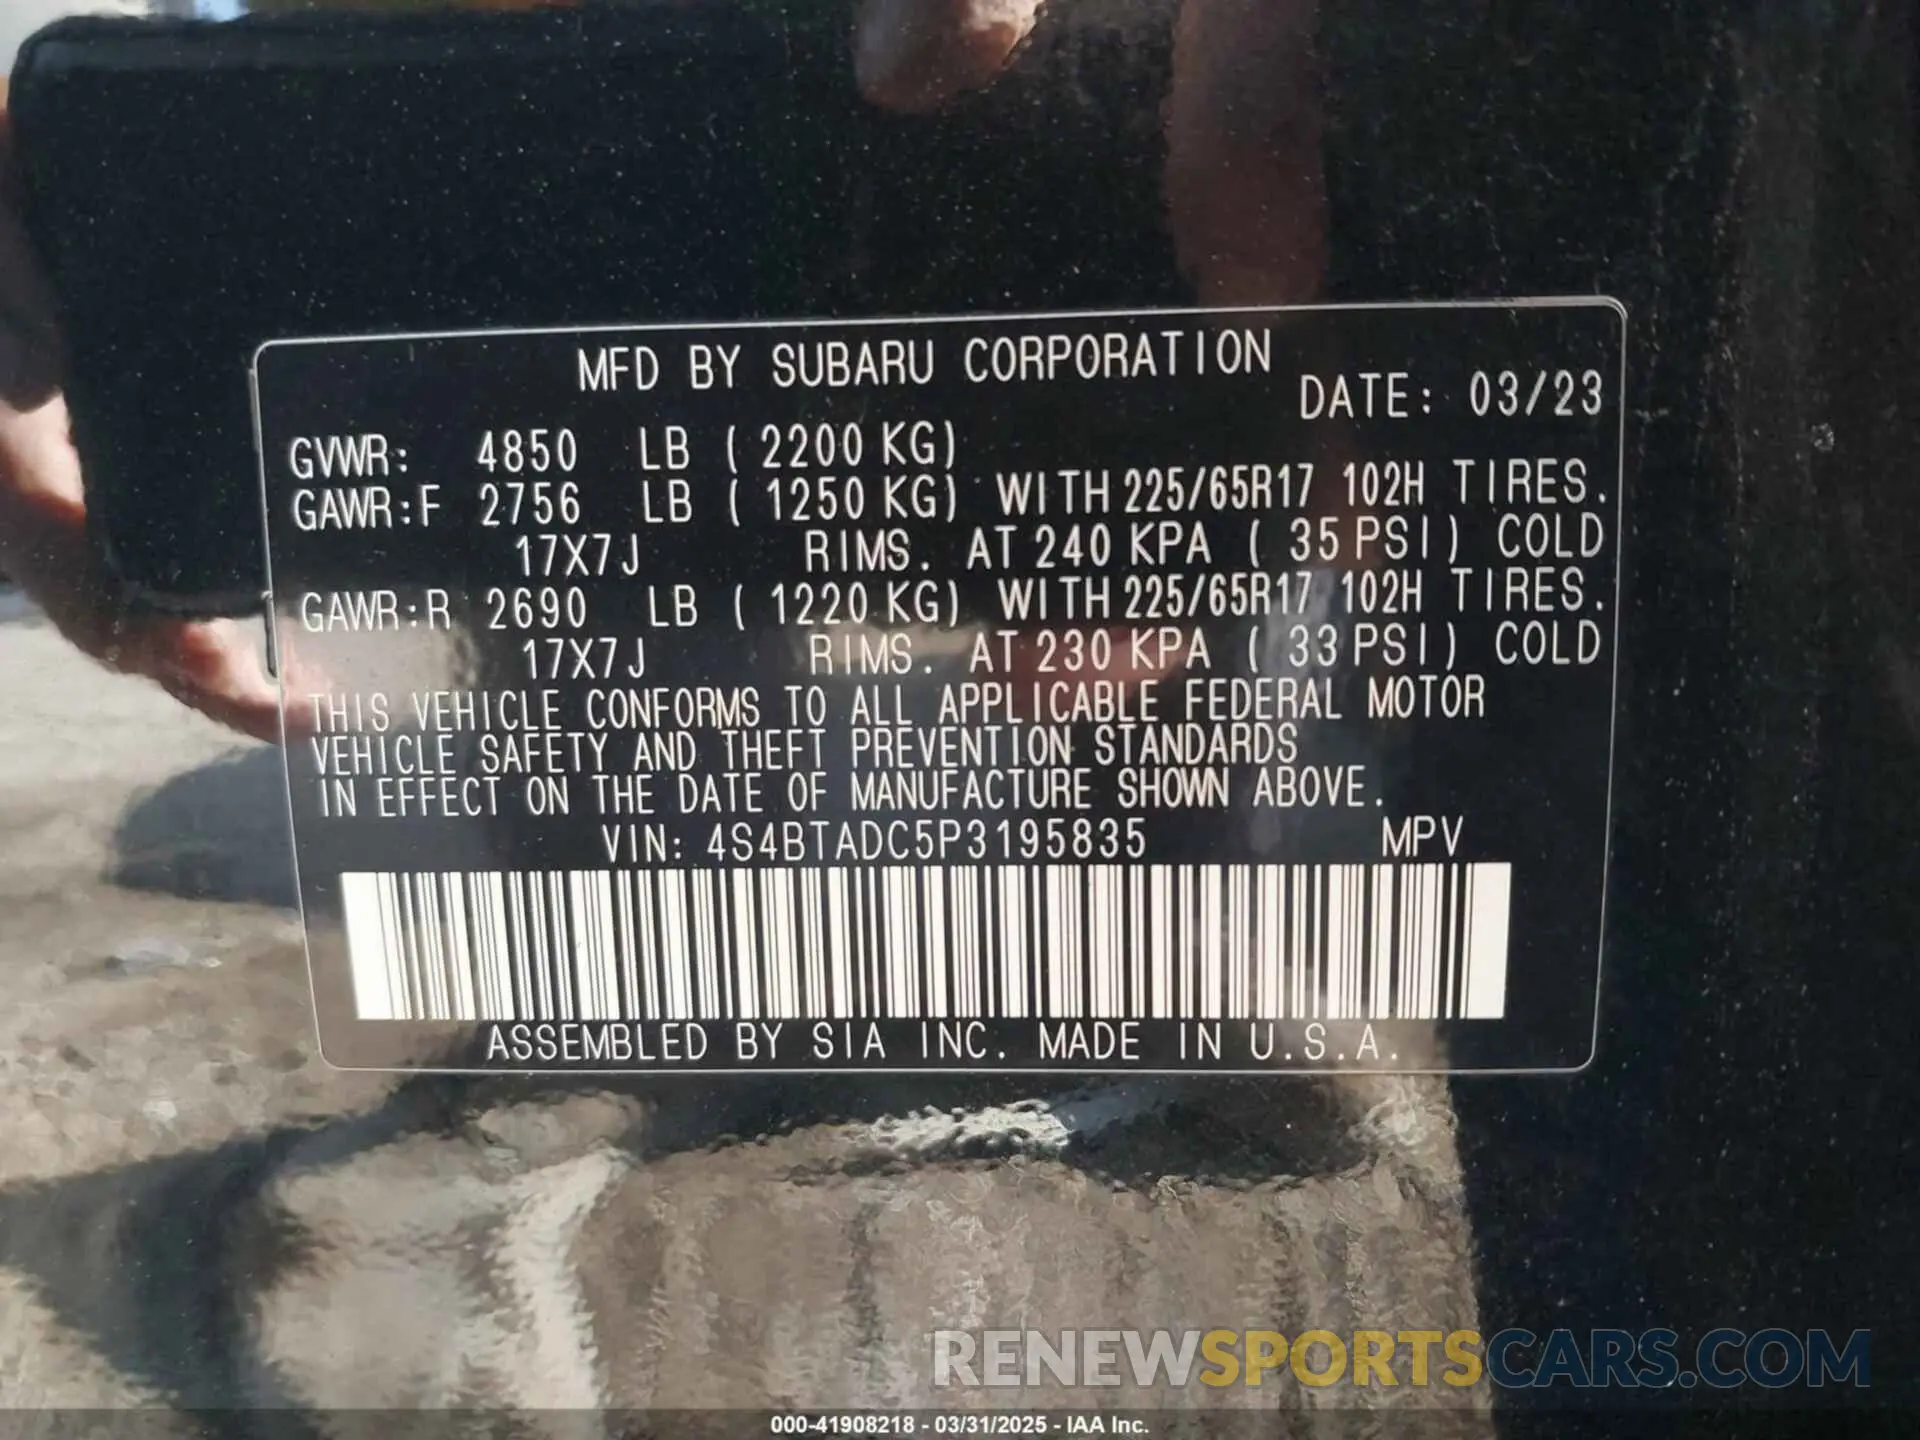 MFD BY SUBARU CORPORATION
DATE: 03/23
GVWR: 4850 LB ( 2200 KG)
GAWR:F 2756 LB ( 1250 KG) WITH 225/65R17 102H TIRES.
17X7J RIMS. AT 240 KPA ( 35 PSI) COLD
GAWR:R 2690 LB ( 1220 KG) WITH 225/65R17 102H TIRES.
17X7J RIMS. AT 230 KPA ( 33 PSI) COLD
THIS VEHICLE CONFORMS TO ALL APPLICABLE FEDERAL MOTOR
VEHICLE SAFETY AND THEFT PREVENTION STANDARDS
IN EFFECT ON THE DATE OF MANUFACTURE SHOWN ABOVE.
VIN: 4S4BTADC5P3195835 MPV
ASSEMBLED BY SIA INC. MADE IN U.S.A.
RENEWSPORTSCARS.COM
000-41908218 - 03/31/2025 - IAA Inc.